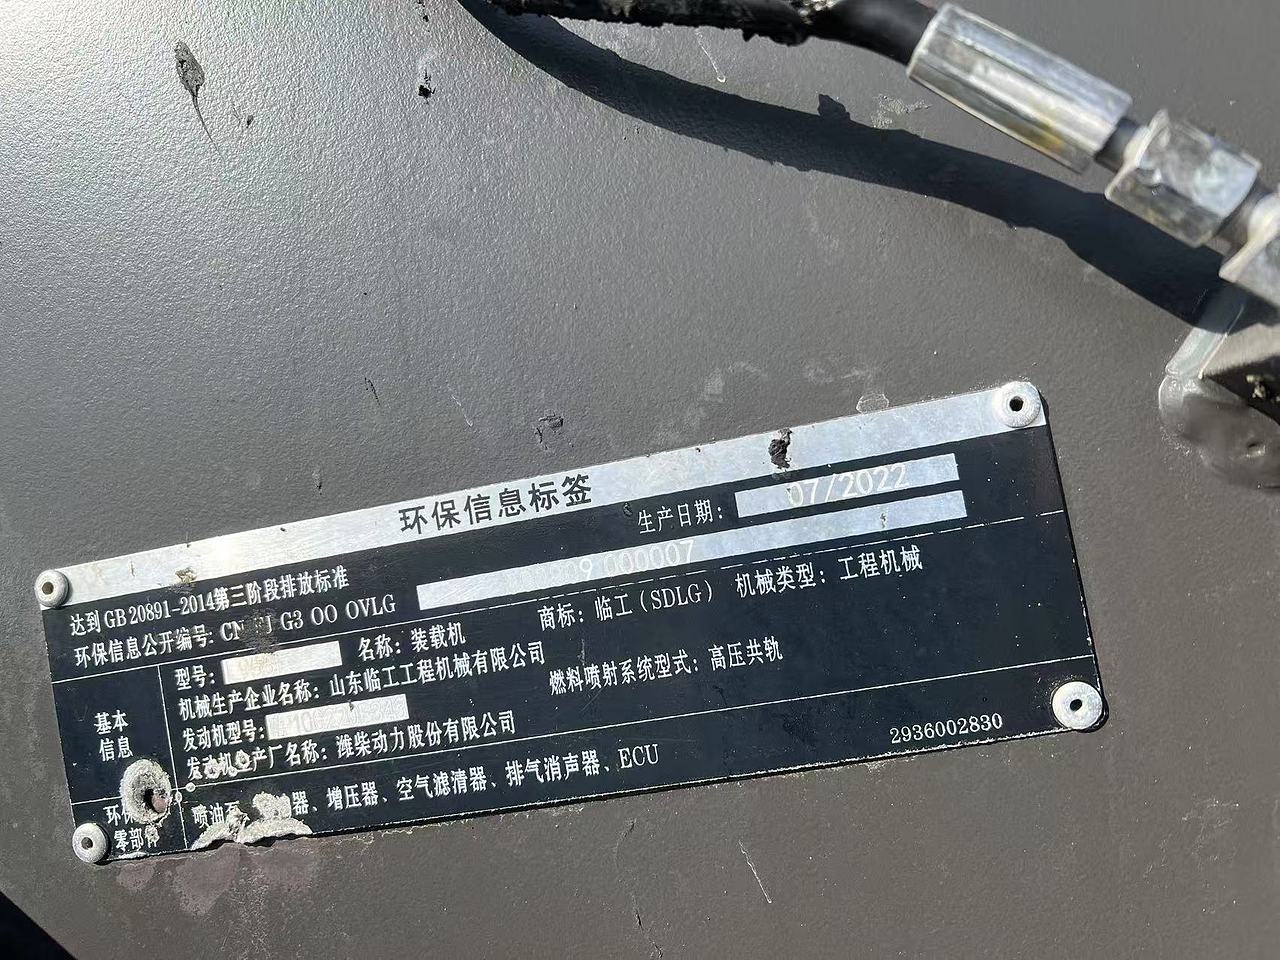 环保信息标签
生产日期: 07/2022
达到GB 20891-2014第三阶段排放标准
环保信息公开编号: CN G3 OO OVLG 000007
型号: 名称: 装载机 商标: 临工(SDLG) 机械类型: 工程机械
机械生产企业名称: 山东临工工程机械有限公司
发动机型号: 燃料喷射系统型式: 高压共轨
发动机生产厂名称: 潍柴动力股份有限公司
基本
信息
喷油 器、增压器、空气滤清器、排气消声器、ECU
环保
零部件
2936002830